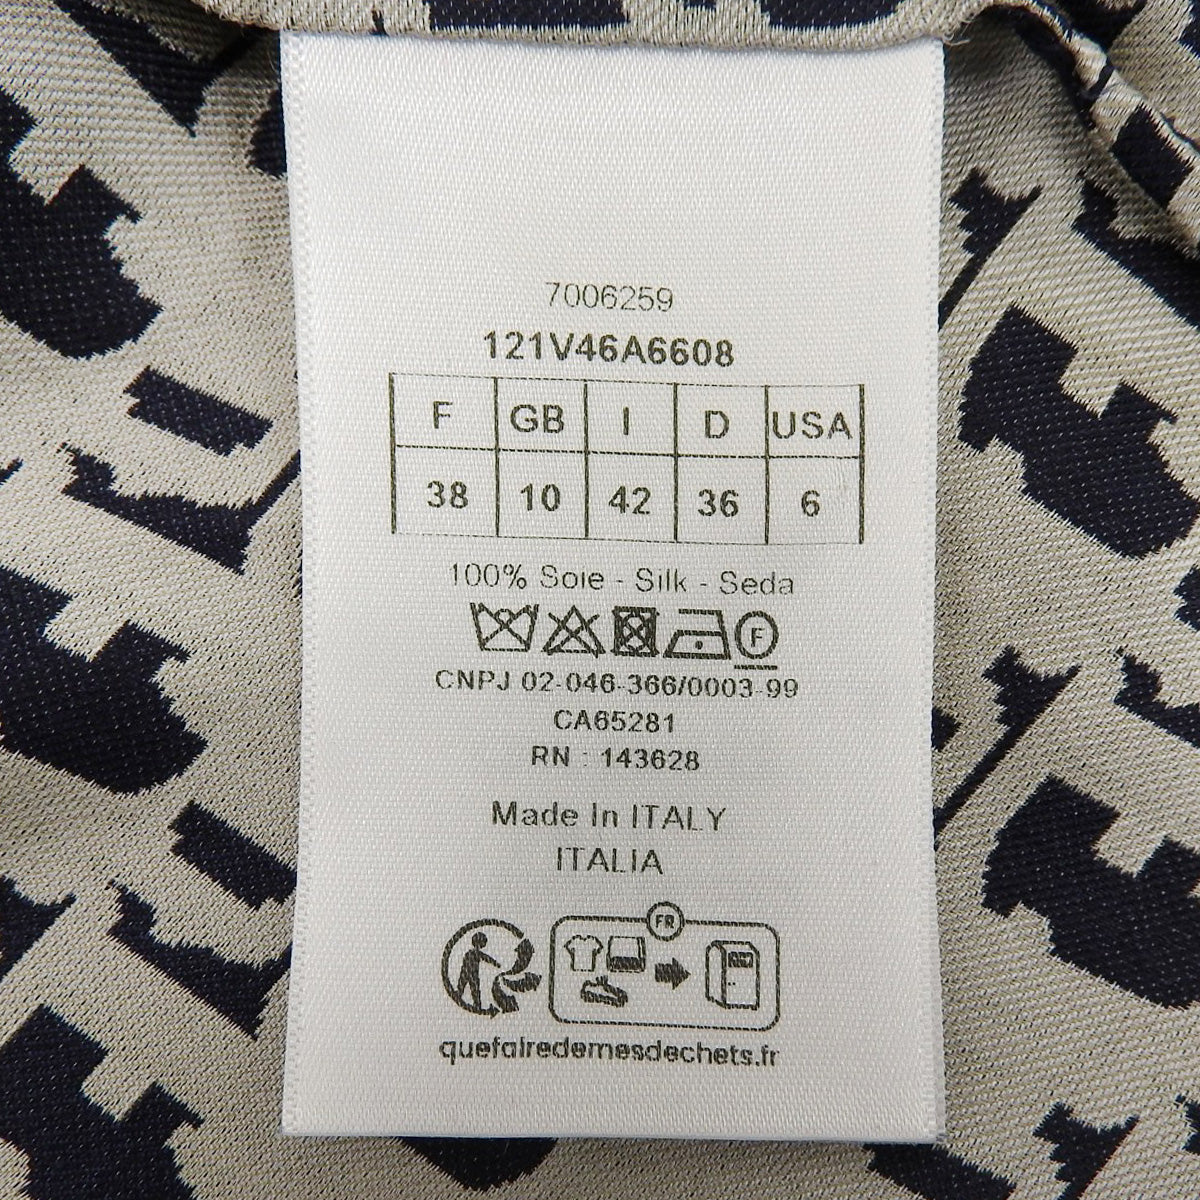 7006259
121V46A6608
F GB I D USA
38 10 42 36 6
100% Soie - Silk - Seda
F
CNPJ 02-046-366/0003-99
CA65281
RN : 143628
Made In ITALY
ITALIA
FR
quefairedemesdechets.fr